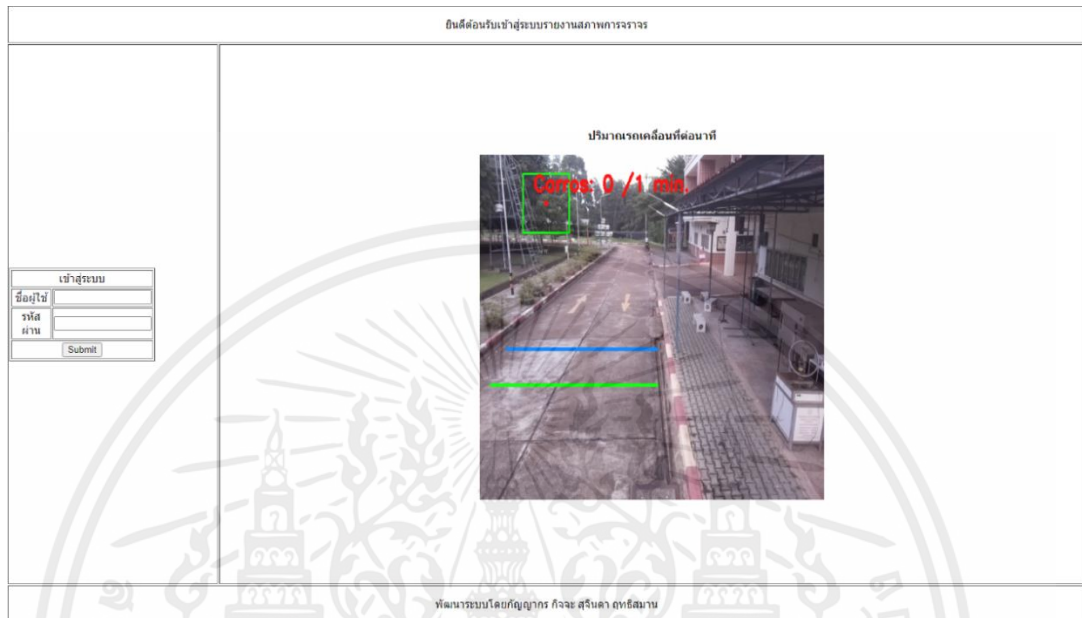 ยินดีต้อนรับเข้าสู่ระบบรายงานสภาพการจราจร
ปริมาณรถเคลื่อนที่ต่อนาที
Carros: 0 /1 min.
เข้าสู่ระบบ
ชื่อผู้ใช้
รหัส
ผ่าน
Submit
พัฒนาระบบโดยกัญญากร กิจจะ สุจินดา ฤทธิสมาน